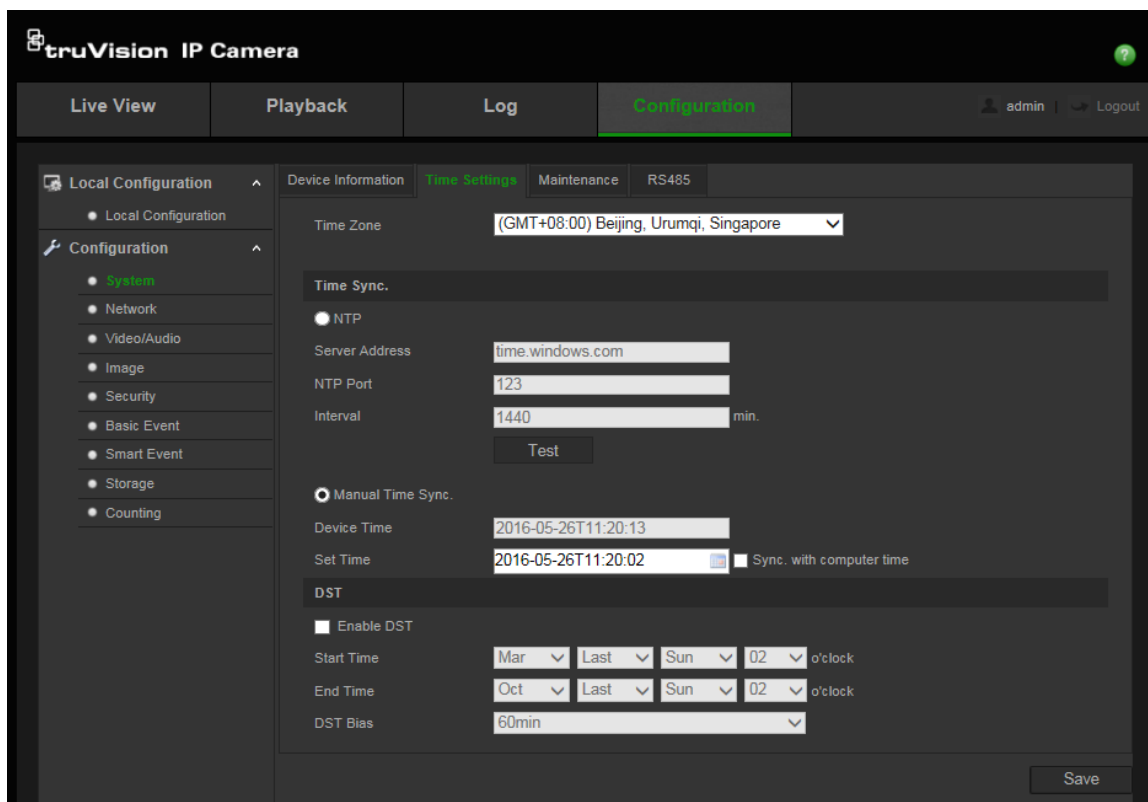 truVision IP Camera
?
Live View
Playback
Log
Configuration
admin | Logout
Local Configuration
Local Configuration
Configuration
System
Network
Video/Audio
Image
Security
Basic Event
Smart Event
Storage
Counting
Device Information
Time Settings
Maintenance
RS485
Time Zone (GMT+08:00) Beijing, Urumqi, Singapore
Time Sync.
NTP
Server Address time.windows.com
NTP Port 123
Interval 1440 min.
Test
Manual Time Sync.
Device Time 2016-05-26T11:20:13
Set Time 2016-05-26T11:20:02 Sync. with computer time
DST
Enable DST
Start Time Mar Last Sun 02 o'clock
End Time Oct Last Sun 02 o'clock
DST Bias 60min
Save